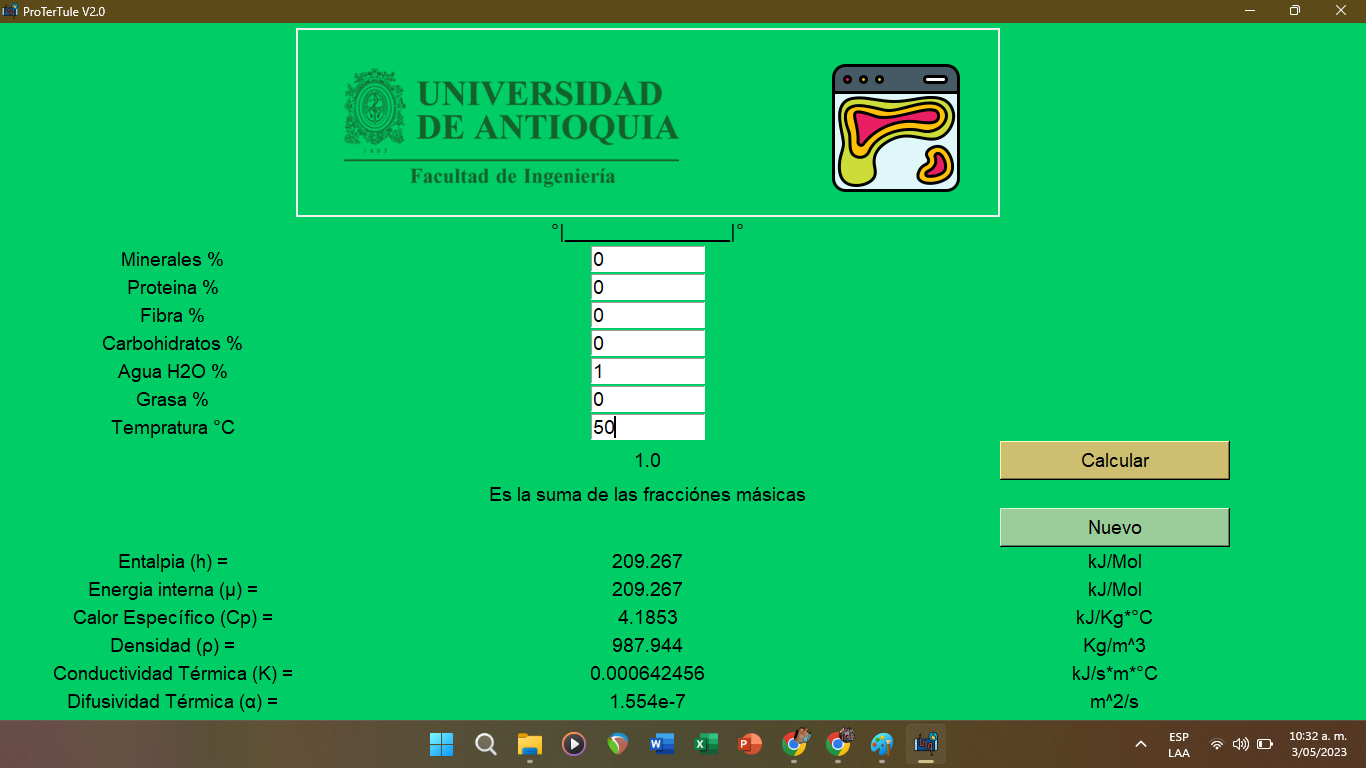 ProTerTule V2.0
UNIVERSIDAD
DE ANTIOQUIA
1803
Facultad de Ingeniería
°|________________|°
Minerales % 0
Proteina % 0
Fibra % 0
Carbohidratos % 0
Agua H2O % 1
Grasa % 0
Tempratura °C 50
1.0
Calcular
Es la suma de las fracciónes másicas
Nuevo
Entalpia (h) = 209.267 kJ/Mol
Energia interna (µ) = 209.267 kJ/Mol
Calor Específico (Cp) = 4.1853 kJ/Kg*°C
Densidad (ρ) = 987.944 Kg/m^3
Conductividad Térmica (K) = 0.000642456 kJ/s*m*°C
Difusividad Térmica (α) = 1.554e-7 m^2/s
ESP
LAA
10:32 a. m.
3/05/2023